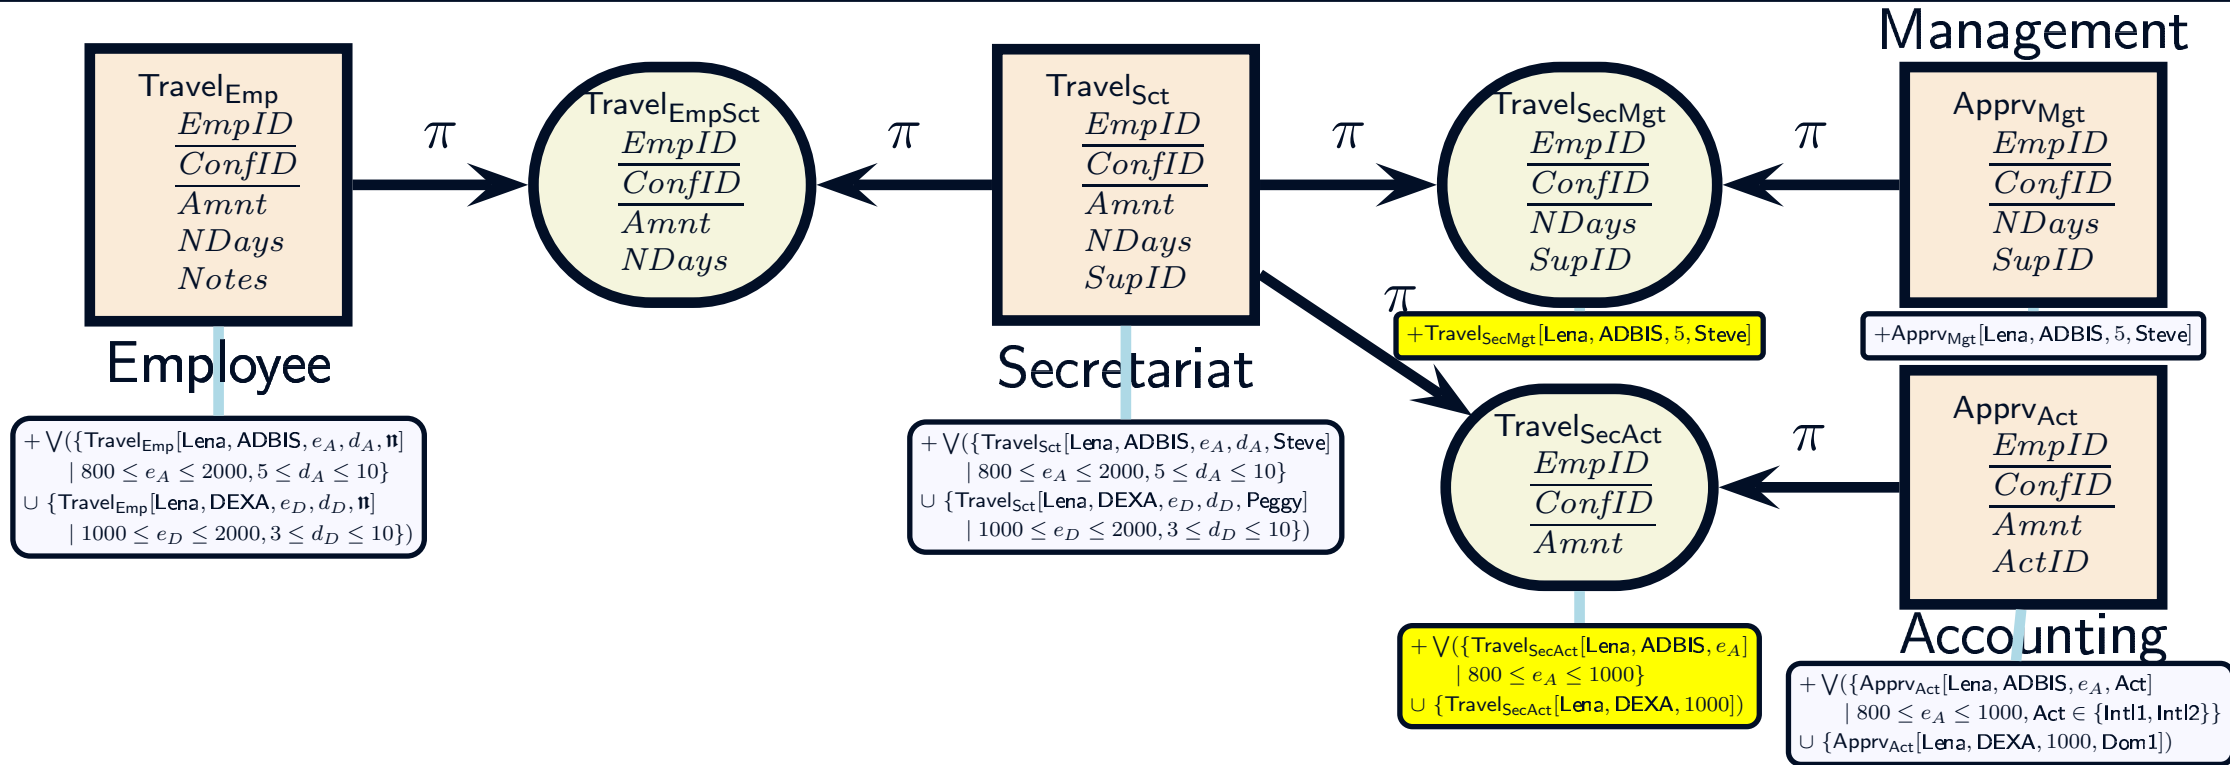 Management
Travel_Emp
EmpID
ConfID
Amnt
NDays
Notes
Employee
π
Travel_EmpSct
EmpID
ConfID
Amnt
NDays
π
Travel_Sct
EmpID
ConfID
Amnt
NDays
SupID
Secretariat
π
Travel_SecMgt
EmpID
ConfID
NDays
SupID
π
Apprv_Mgt
EmpID
ConfID
NDays
SupID
π
+Travel_SecMgt[Lena, ADBIS, 5, Steve]
+Apprv_Mgt[Lena, ADBIS, 5, Steve]
Travel_SecAct
EmpID
ConfID
Amnt
π
Apprv_Act
EmpID
ConfID
Amnt
ActID
Accounting
+ ⋁({Travel_Emp[Lena, ADBIS, e_A, d_A, 𝔫]
| 800 ≤ e_A ≤ 2000, 5 ≤ d_A ≤ 10}
∪ {Travel_Emp[Lena, DEXA, e_D, d_D, 𝔫]
| 1000 ≤ e_D ≤ 2000, 3 ≤ d_D ≤ 10})
+ ⋁({Travel_Sct[Lena, ADBIS, e_A, d_A, Steve]
| 800 ≤ e_A ≤ 2000, 5 ≤ d_A ≤ 10}
∪ {Travel_Sct[Lena, DEXA, e_D, d_D, Peggy]
| 1000 ≤ e_D ≤ 2000, 3 ≤ d_D ≤ 10})
+ ⋁({Travel_SecAct[Lena, ADBIS, e_A]
| 800 ≤ e_A ≤ 1000}
∪ {Travel_SecAct[Lena, DEXA, 1000])
+ ⋁({Apprv_Act[Lena, ADBIS, e_A, Act]
| 800 ≤ e_A ≤ 1000, Act ∈ {Intl1, Intl2}}
∪ {Apprv_Act[Lena, DEXA, 1000, Dom1])